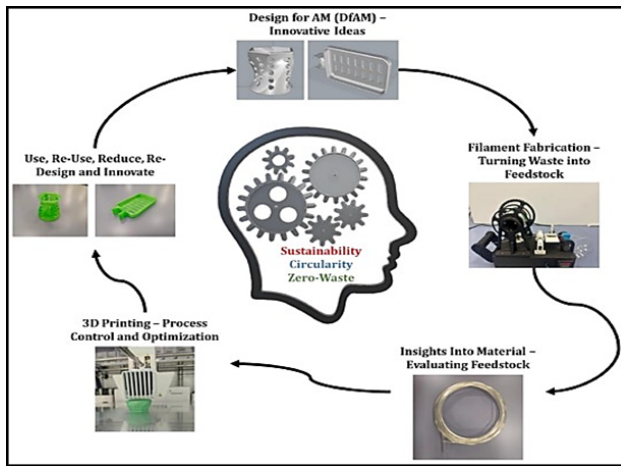 Design for AM (DfAM) –
Innovative Ideas
Filament Fabrication –
Turning Waste into
Feedstock
Insights Into Material –
Evaluating Feedstock
3D Printing – Process
Control and Optimization
Use, Re-Use, Reduce, Re-
Design and Innovate
Sustainability
Circularity
Zero-Waste